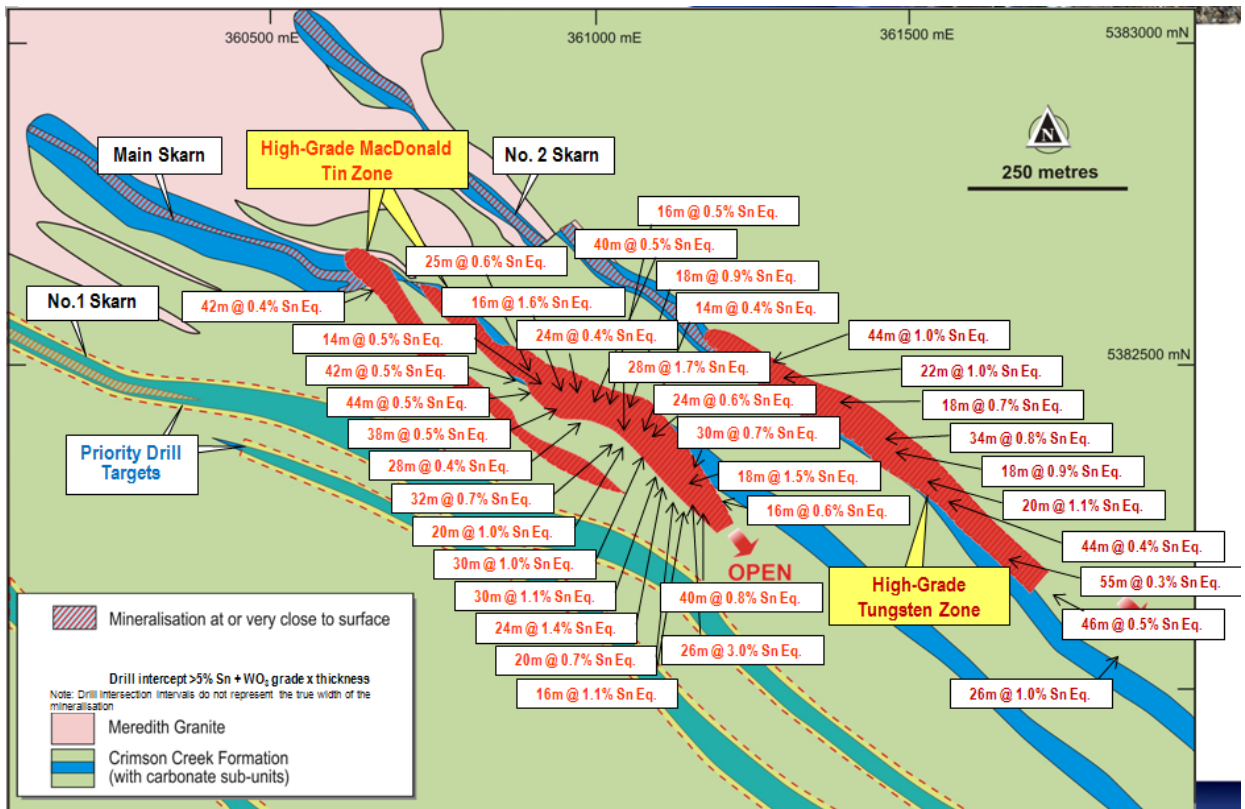 360500 mE
361000 mE
361500 mE
5383000 mN
Main Skarn
High-Grade MacDonald
Tin Zone
No. 2 Skarn
N
250 metres
16m @ 0.5% Sn Eq.
40m @ 0.5% Sn Eq.
25m @ 0.6% Sn Eq.
18m @ 0.9% Sn Eq.
No.1 Skarn
42m @ 0.4% Sn Eq.
16m @ 1.6% Sn Eq.
14m @ 0.4% Sn Eq.
14m @ 0.5% Sn Eq.
24m @ 0.4% Sn Eq.
44m @ 1.0% Sn Eq.
5382500 mN
42m @ 0.5% Sn Eq.
28m @ 1.7% Sn Eq.
22m @ 1.0% Sn Eq.
44m @ 0.5% Sn Eq.
24m @ 0.6% Sn Eq.
18m @ 0.7% Sn Eq.
38m @ 0.5% Sn Eq.
30m @ 0.7% Sn Eq.
34m @ 0.8% Sn Eq.
Priority Drill
Targets
28m @ 0.4% Sn Eq.
18m @ 1.5% Sn Eq.
18m @ 0.9% Sn Eq.
32m @ 0.7% Sn Eq.
16m @ 0.6% Sn Eq.
20m @ 1.1% Sn Eq.
20m @ 1.0% Sn Eq.
44m @ 0.4% Sn Eq.
30m @ 1.0% Sn Eq.
OPEN
55m @ 0.3% Sn Eq.
30m @ 1.1% Sn Eq.
40m @ 0.8% Sn Eq.
High-Grade
Tungsten Zone
46m @ 0.5% Sn Eq.
24m @ 1.4% Sn Eq.
26m @ 3.0% Sn Eq.
20m @ 0.7% Sn Eq.
16m @ 1.1% Sn Eq.
26m @ 1.0% Sn Eq.
Mineralisation at or very close to surface
Drill intercept >5% Sn + WO3 grade x thickness
Note: Drill Intersection Intervals do not represent the true width of the
mineralisation
Meredith Granite
Crimson Creek Formation
(with carbonate sub-units)